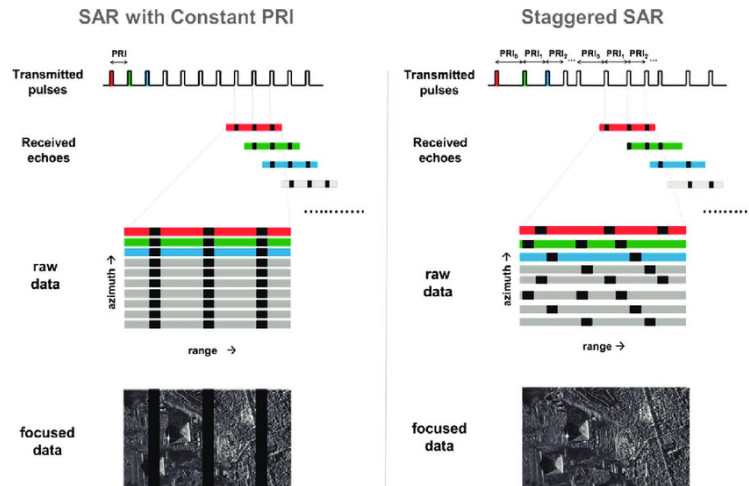 SAR with Constant PRI
PRI
Transmitted
pulses
Received
echoes
raw
data
azimuth →
range →
focused
data
Staggered SAR
PRI₀ PRI₁ PRI₂ ... PRI₃ PRI₁ PRI₂ ...
Transmitted
pulses
Received
echoes
raw
data
azimuth →
range →
focused
data